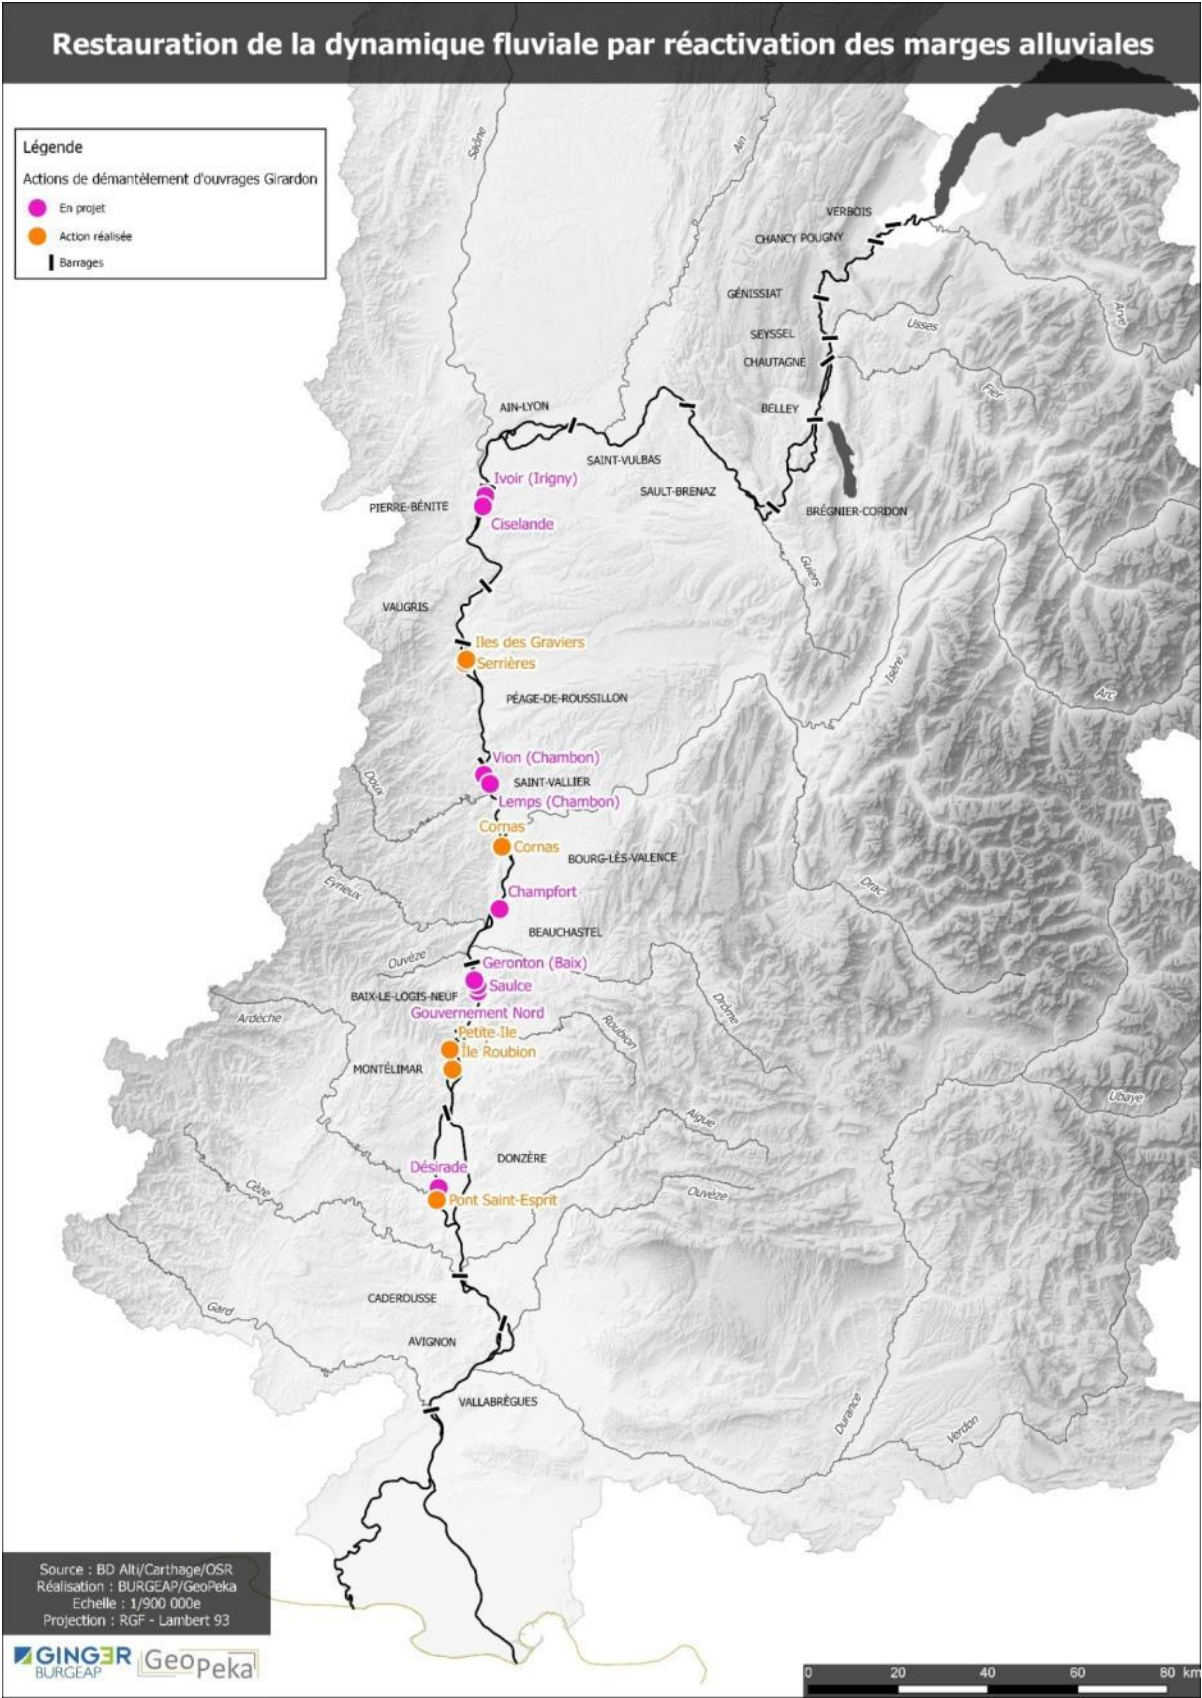 Restauration de la dynamique fluviale par réactivation des marges alluviales
Légende
Actions de démantèlement d'ouvrages Girardon
En projet
Action réalisée
Barrages
Saône
Ain
VERBOIS
CHANCY POUGNY
GÉNISSIAT
Arve
Usses
SEYSSEL
CHAUTAGNE
Fier
BELLEY
AIN-LYON
SAINT-VULBAS
SAULT-BRENAZ
BRÉGNIER-CORDON
Ivoir (Irigny)
PIERRE-BÉNITE
Ciselande
Guiers
VAUGRIS
Iles des Graviers
Serrières
Isère
Arc
PÉAGE-DE-ROUSSILLON
Vion (Chambon)
Doux
SAINT-VALLIER
Lemps (Chambon)
Cornas
Cornas
BOURG-LÈS-VALENCE
Eyrieux
Champfort
Drac
BEAUCHASTEL
Ouvèze
Geronton (Baix)
Saulce
BAIX-LE-LOGIS-NEUF
Gouvernement Nord
Drôme
Ardèche
Petite Ile
Île Roubion
Roubion
MONTÉLIMAR
Ubaye
Aigue
DONZÈRE
Désirade
Pont Saint-Esprit
Cèze
Ouvèze
CADEROUSSE
Gard
AVIGNON
VALLABRÈGUES
Durance
Verdon
Source : BD Alti/Carthage/OSR
Réalisation : BURGEAP/GeoPeka
Echelle : 1/900 000e
Projection : RGF - Lambert 93
GINGER
BURGEAP
GeoPeka
0 20 40 60 80 km